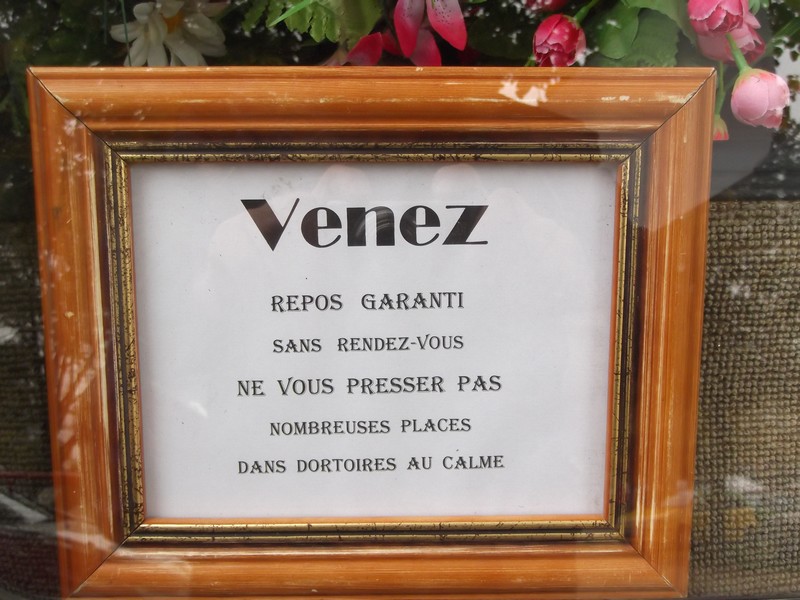 Venez
REPOS GARANTI
SANS RENDEZ-VOUS
NE VOUS PRESSER PAS
NOMBREUSES PLACES
DANS DORTOIRES AU CALME